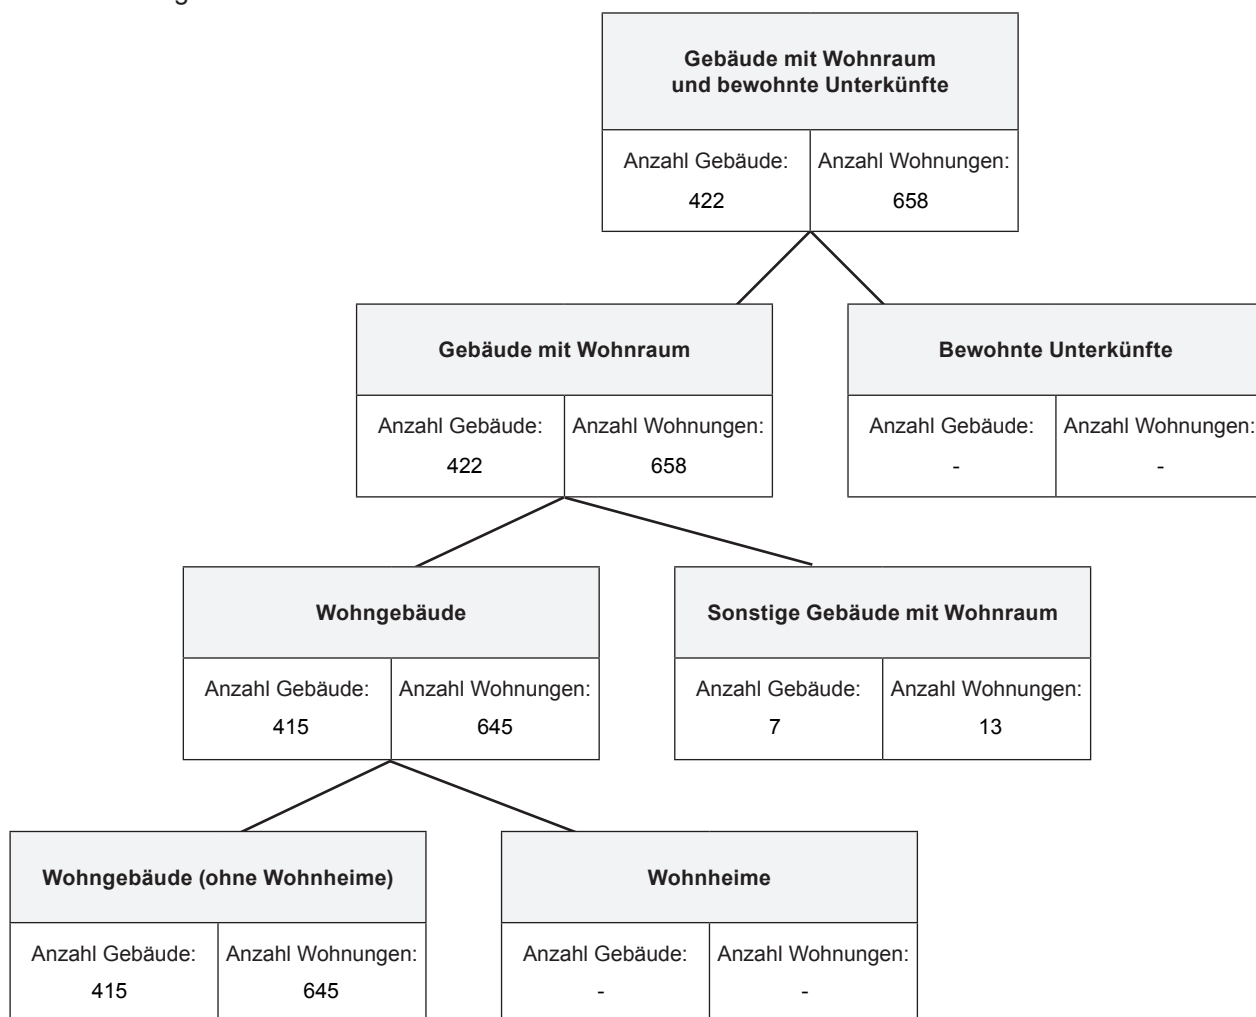 Gebäude mit Wohnraum
und bewohnte Unterkünfte
Anzahl Gebäude: Anzahl Wohnungen:
422 658
Gebäude mit Wohnraum Bewohnte Unterkünfte
Anzahl Gebäude: Anzahl Wohnungen: Anzahl Gebäude: Anzahl Wohnungen:
422 658 - -
Wohngebäude Sonstige Gebäude mit Wohnraum
Anzahl Gebäude: Anzahl Wohnungen: Anzahl Gebäude: Anzahl Wohnungen:
415 645 7 13
Wohngebäude (ohne Wohnheime) Wohnheime
Anzahl Gebäude: Anzahl Wohnungen: Anzahl Gebäude: Anzahl Wohnungen:
415 645 - -